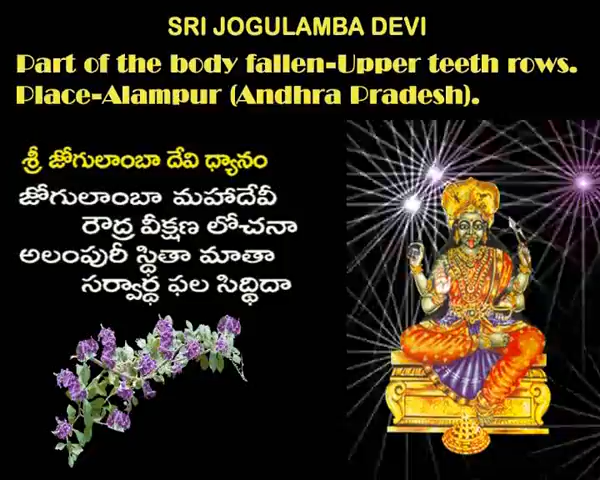 SRI JOGULAMBA DEVI
Part of the body fallen-Upper teeth rows.
Place-Alampur (Andhra Pradesh).
శ్రీ జోగులాంబా దేవి ధ్యానం
జోగులాంబా మహాదేవీ
రౌద్ర వీక్షణ లోచనా
అలంపురీ స్థితా మాతా
సర్వార్థ ఫల సిద్ధిదా